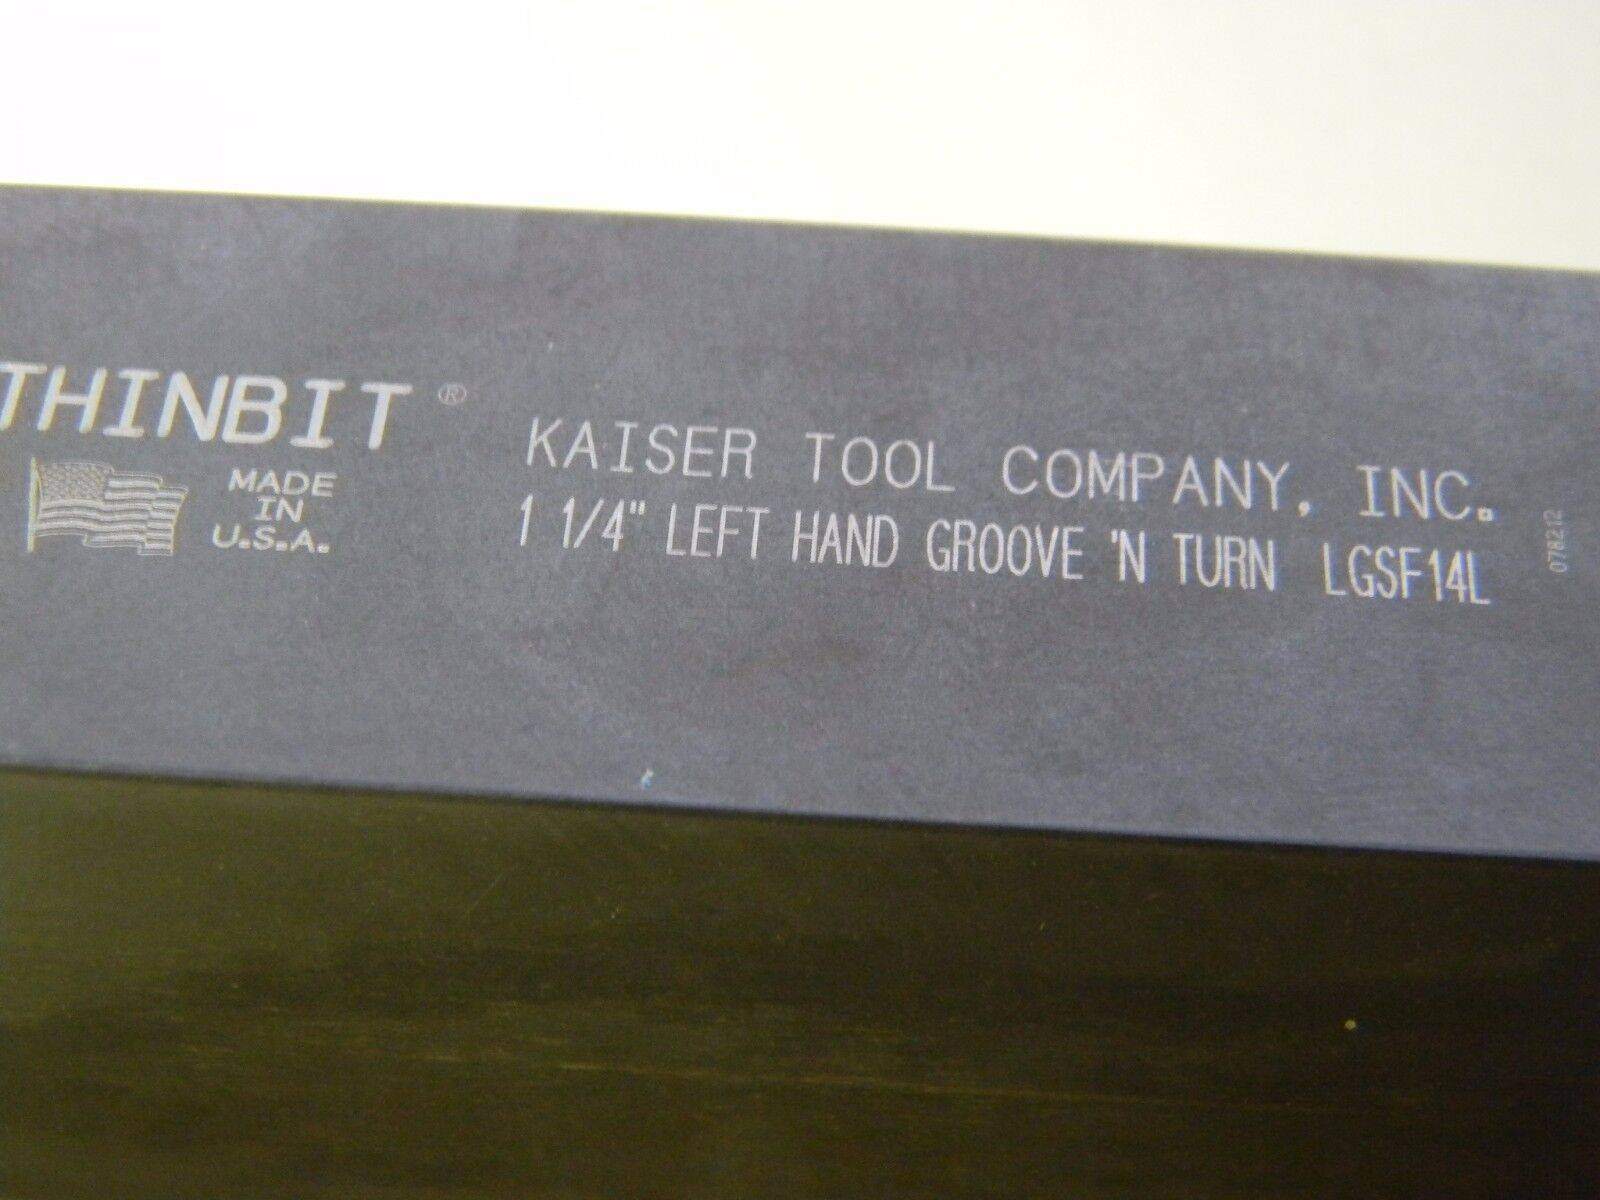 THINBIT ®
MADE
IN
U.S.A.
KAISER TOOL COMPANY, INC.
1 1/4" LEFT HAND GROOVE 'N TURN LGSF14L
078212